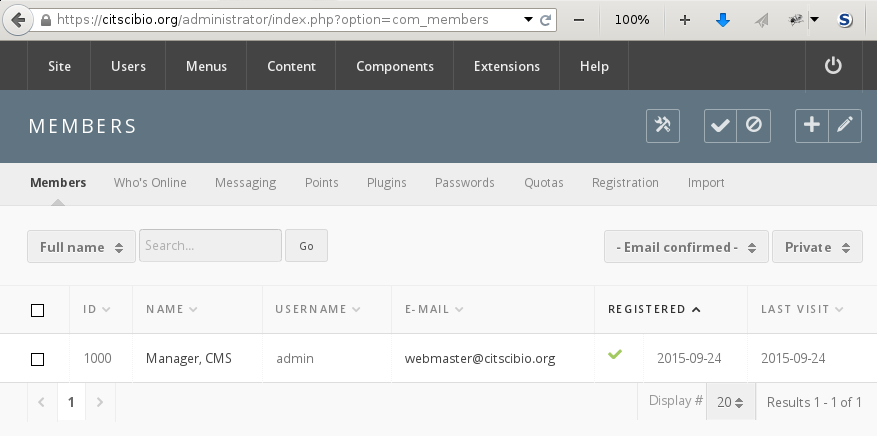 https://citscibio.org/administrator/index.php?option=com_members 100% S
Site Users Menus Content Components Extensions Help
MEMBERS
Members Who's Online Messaging Points Plugins Passwords Quotas Registration Import
Full name Search... Go - Email confirmed - Private
ID NAME USERNAME E-MAIL REGISTERED LAST VISIT
1000 Manager, CMS admin webmaster@citscibio.org 2015-09-24 2015-09-24
1 Display # 20 Results 1 - 1 of 1